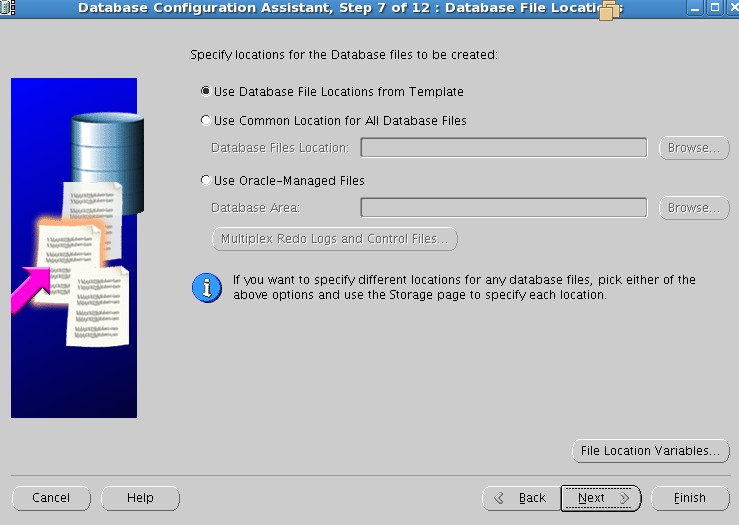 Database Configuration Assistant, Step 7 of 12 : Database File Locations
Specify locations for the Database files to be created:
Use Database File Locations from Template
Use Common Location for All Database Files
Database Files Location:
Browse...
Use Oracle-Managed Files
Database Area:
Browse...
Multiplex Redo Logs and Control Files...
If you want to specify different locations for any database files, pick either of the
above options and use the Storage page to specify each location.
File Location Variables...
Cancel
Help
Back
Next
Finish